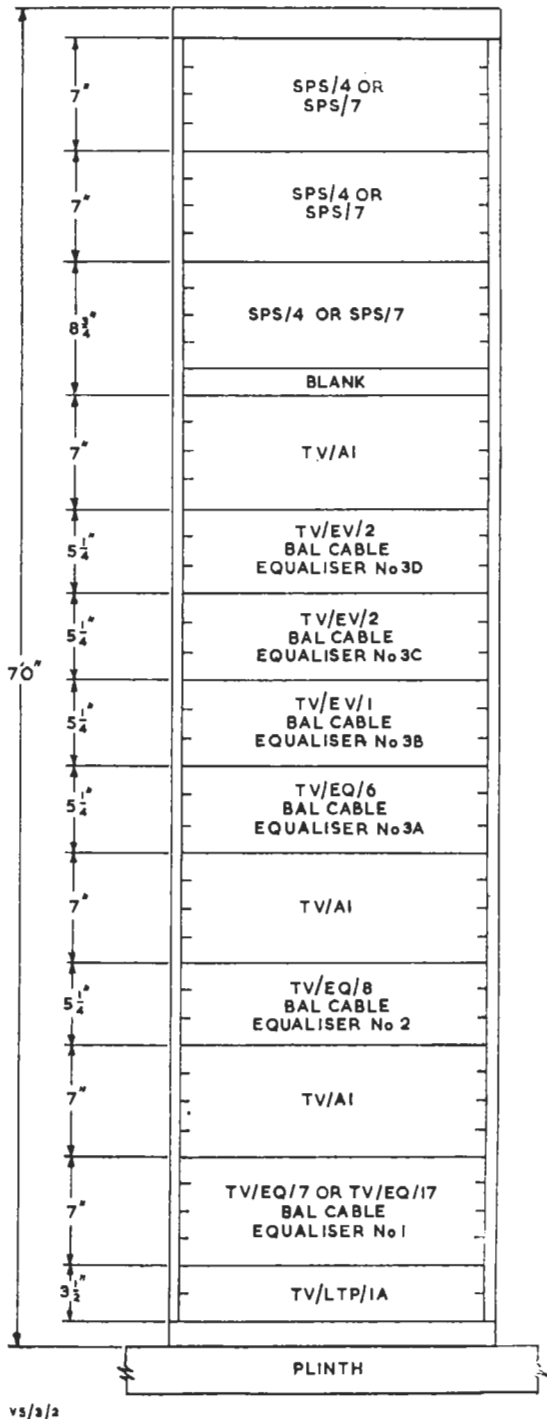 7"
SPS/4 OR
SPS/7
7"
SPS/4 OR
SPS/7
8 3/4"
SPS/4 OR SPS/7
BLANK
7"
TV/A1
5 1/4"
TV/EV/2
BAL CABLE
EQUALISER No 3D
5 1/4"
TV/EV/2
BAL CABLE
EQUALISER No 3C
7'0"
5 1/4"
TV/EV/1
BAL CABLE
EQUALISER No 3B
5 1/4"
TV/EQ/6
BAL CABLE
EQUALISER No 3A
7"
TV/A1
5 1/4"
TV/EQ/8
BAL CABLE
EQUALISER No 2
7"
TV/A1
7"
TV/EQ/7 OR TV/EQ/17
BAL CABLE
EQUALISER No 1
3 1/2"
TV/LTP/1A
PLINTH
V5/3/2